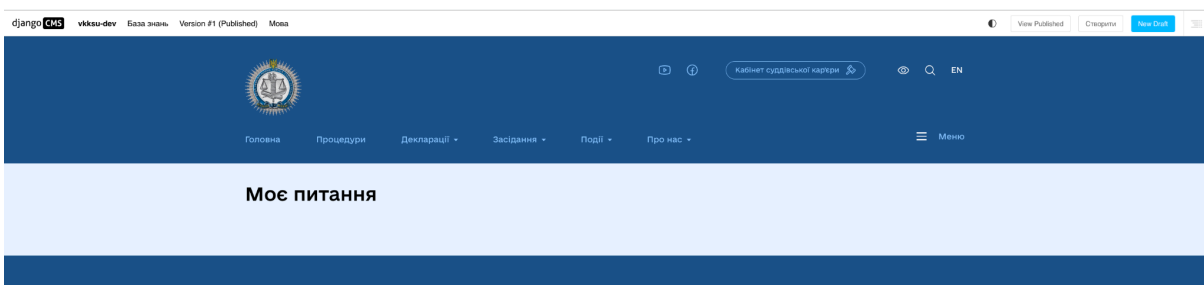 django CMS vkksu-dev База знань Version #1 (Published) Мова View Published Створити New Draft
Кабінет суддівської кар'єри EN
Головна Процедури Декларації Засідання Події Про нас Меню
Моє питання